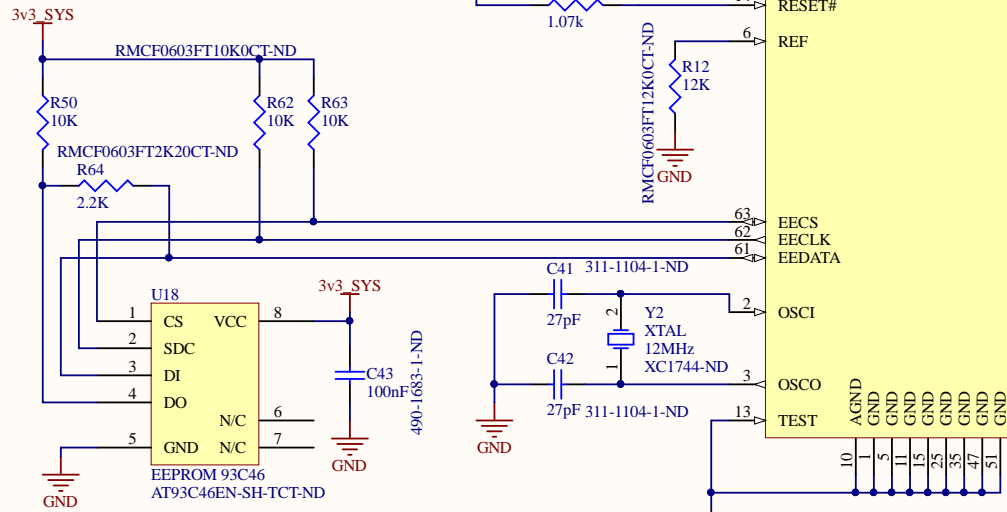 3v3_SYS
1.07k
RESET#
RMCF0603FT10K0CT-ND
6
REF
R50
10K
R62
10K
R63
10K
RMCF0603FT12K0CT-ND
R12
12K
GND
RMCF0603FT2K20CT-ND
R64
2.2K
63
EECS
62
EECLK
61
EEDATA
C41
311-1104-1-ND
27pF
2
OSCI
Y2
XTAL
12MHz
XC1744-ND
2
1
C42
27pF
311-1104-1-ND
3
OSCO
13
TEST
GND
U18
3v3_SYS
1
CS
VCC
8
2
SDC
3
DI
4
DO
N/C
6
5
GND
N/C
7
C43
100nF
490-1683-1-ND
GND
GND
EEPROM 93C46
AT93C46EN-SH-TCT-ND
AGND
GND
GND
GND
GND
GND
GND
GND
GND
10
1
5
11
15
25
35
47
51